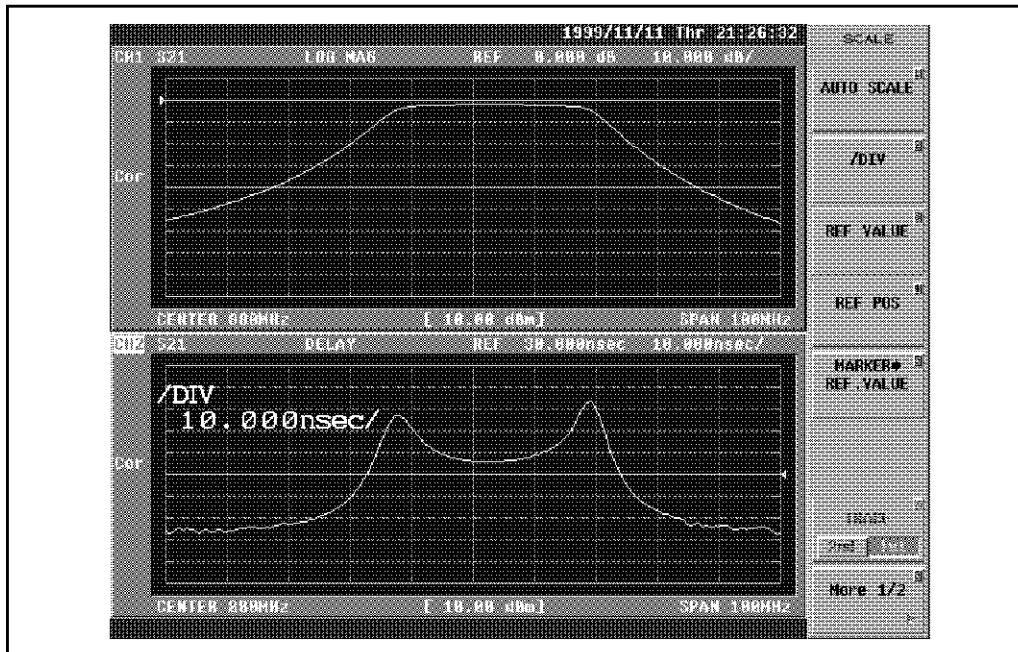 1999/11/11 Thr 21:26:32
CH1 S21 LOG MAG REF 0.000 dB 10.000 dB/
Cor
CENTER 880MHz [ 10.00 dBm] SPAN 100MHz
CH2 S21 DELAY REF 30.000nsec 10.000nsec/
/DIV
10.000nsec/
Cor
CENTER 880MHz [ 10.00 dBm] SPAN 100MHz
SCALE
AUTO SCALE
/DIV
REF VALUE
REF POS
MARKER➧
REF.VALUE
More 1/2